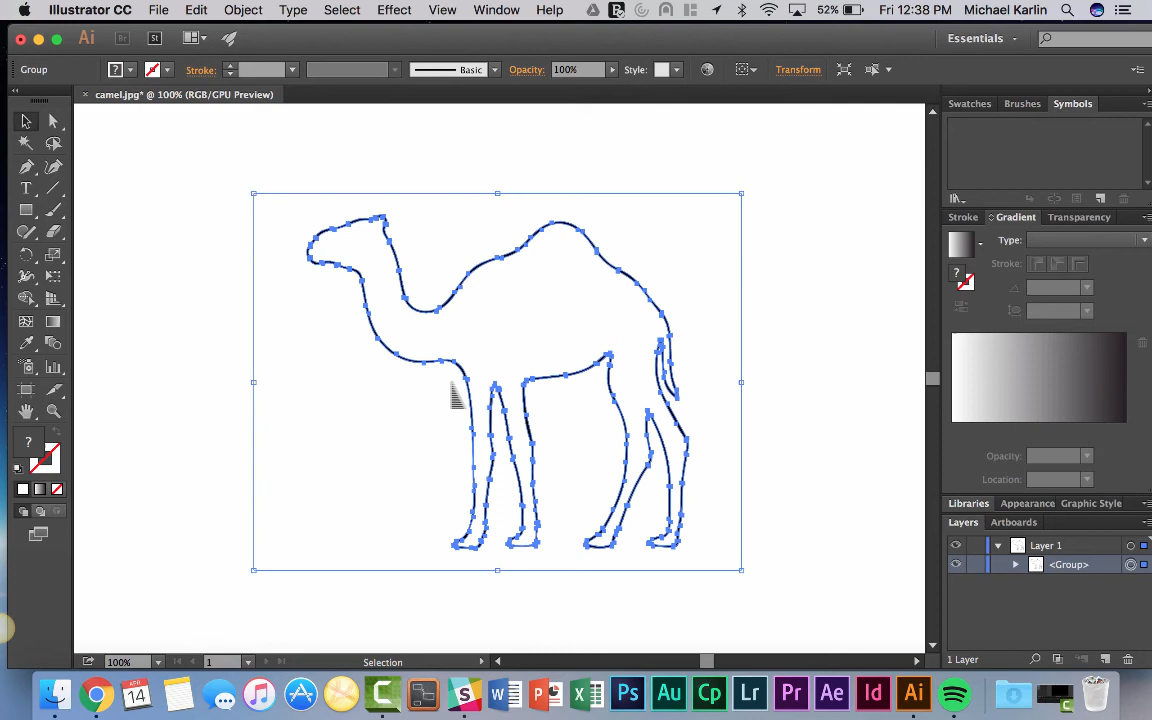 Illustrator CC File Edit Object Type Select Effect View Window Help 52% Fri 12:38 PM Michael Karlin
Ai Br St Essentials
Group ? Stroke: Basic Opacity: 100% Style: Transform
× camel.jpg* @ 100% (RGB/GPU Preview)
Swatches Brushes Symbols
T
Stroke Gradient Transparency
Type:
? Stroke:
?
Opacity:
Location:
Libraries Appearance Graphic Style
Layers Artboards
Layer 1
<Group>
100% 1 Selection 1 Layer
APR 14 W P X Ps Au Cp Lr Pr Ae Id Ai